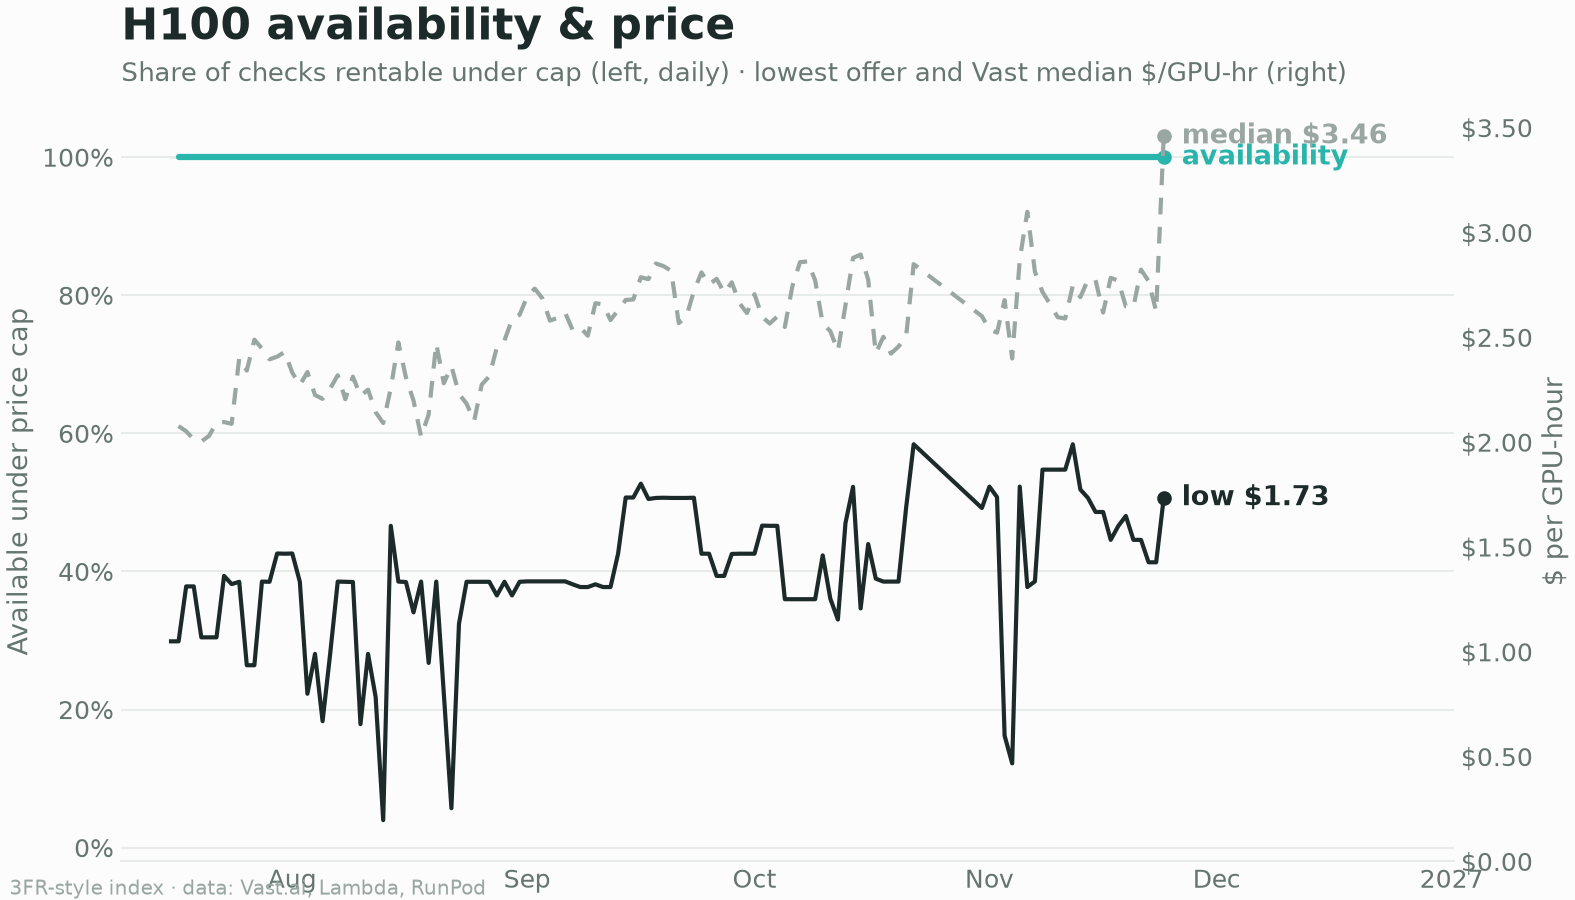 H100 availability & price
Share of checks rentable under cap (left, daily) · lowest offer and Vast median $/GPU-hr (right)
median $3.46
availability
low $1.73
Available under price cap
100%
80%
60%
40%
20%
0%
$3.50
$3.00
$2.50
$2.00
$1.50
$1.00
$0.50
$0.00
$ per GPU-hour
Aug Sep Oct Nov Dec 2027
3FR-style index · data: Vast.ai, Lambda, RunPod